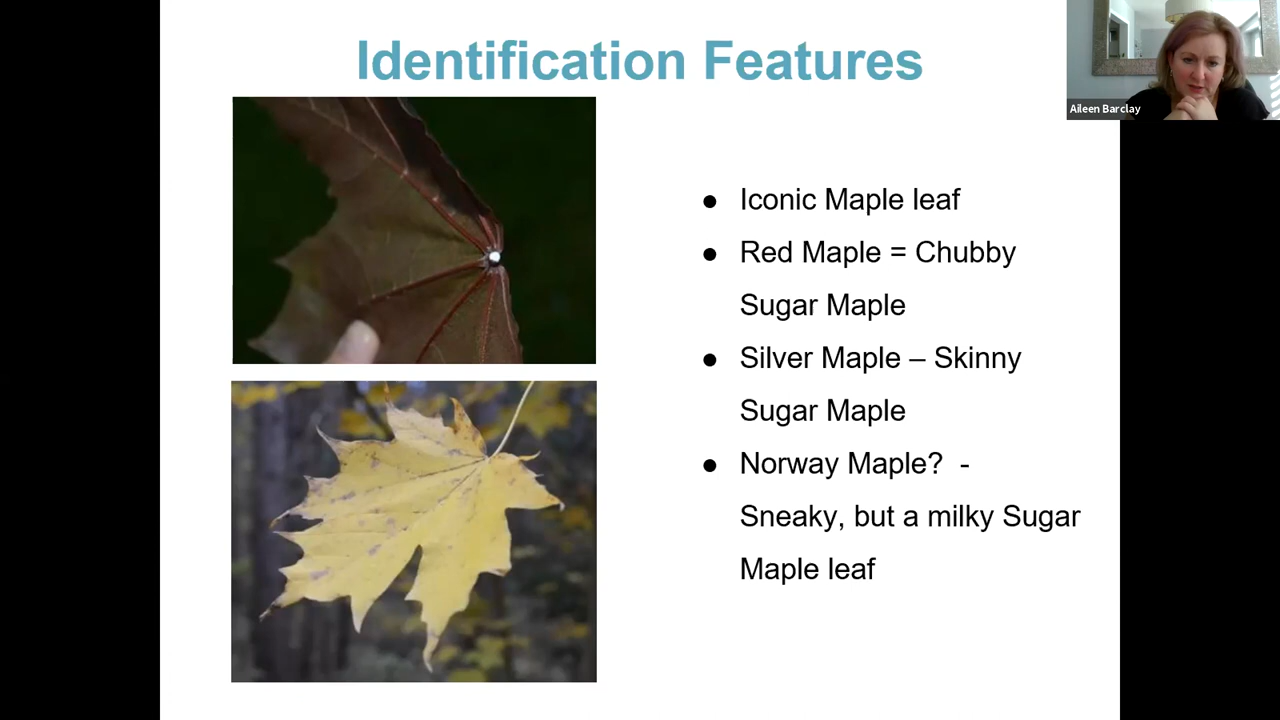 Identification Features
Aileen Barclay
● Iconic Maple leaf
● Red Maple = Chubby
Sugar Maple
● Silver Maple – Skinny
Sugar Maple
● Norway Maple?  -
Sneaky, but a milky Sugar
Maple leaf